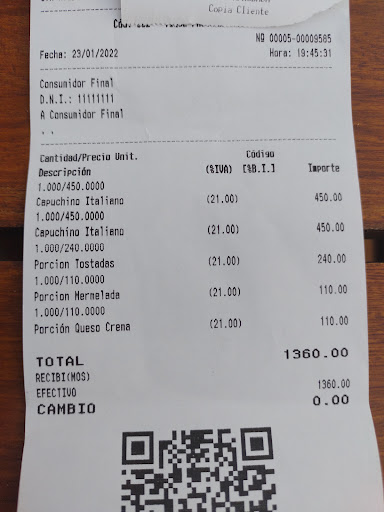 Copia Cliente
Nº 00005-00009585
Fecha: 23/01/2022 Hora: 19:45:31
Consumidor Final
D.N.I.: 11111111
A Consumidor Final
, ,
Cantidad/Precio Unit. Código
Descripción (%IVA) [%B.I.] Importe
1.000/450.0000
Capuchino Italiano (21.00) 450.00
1.000/450.0000
Capuchino Italiano (21.00) 450.00
1.000/240.0000
Porcion Tostadas (21.00) 240.00
1.000/110.0000
Porcion Mermelada (21.00) 110.00
1.000/110.0000
Porción Queso Crema (21.00) 110.00
TOTAL 1360.00
RECIBI(MOS)
EFECTIVO 1360.00
CAMBIO 0.00